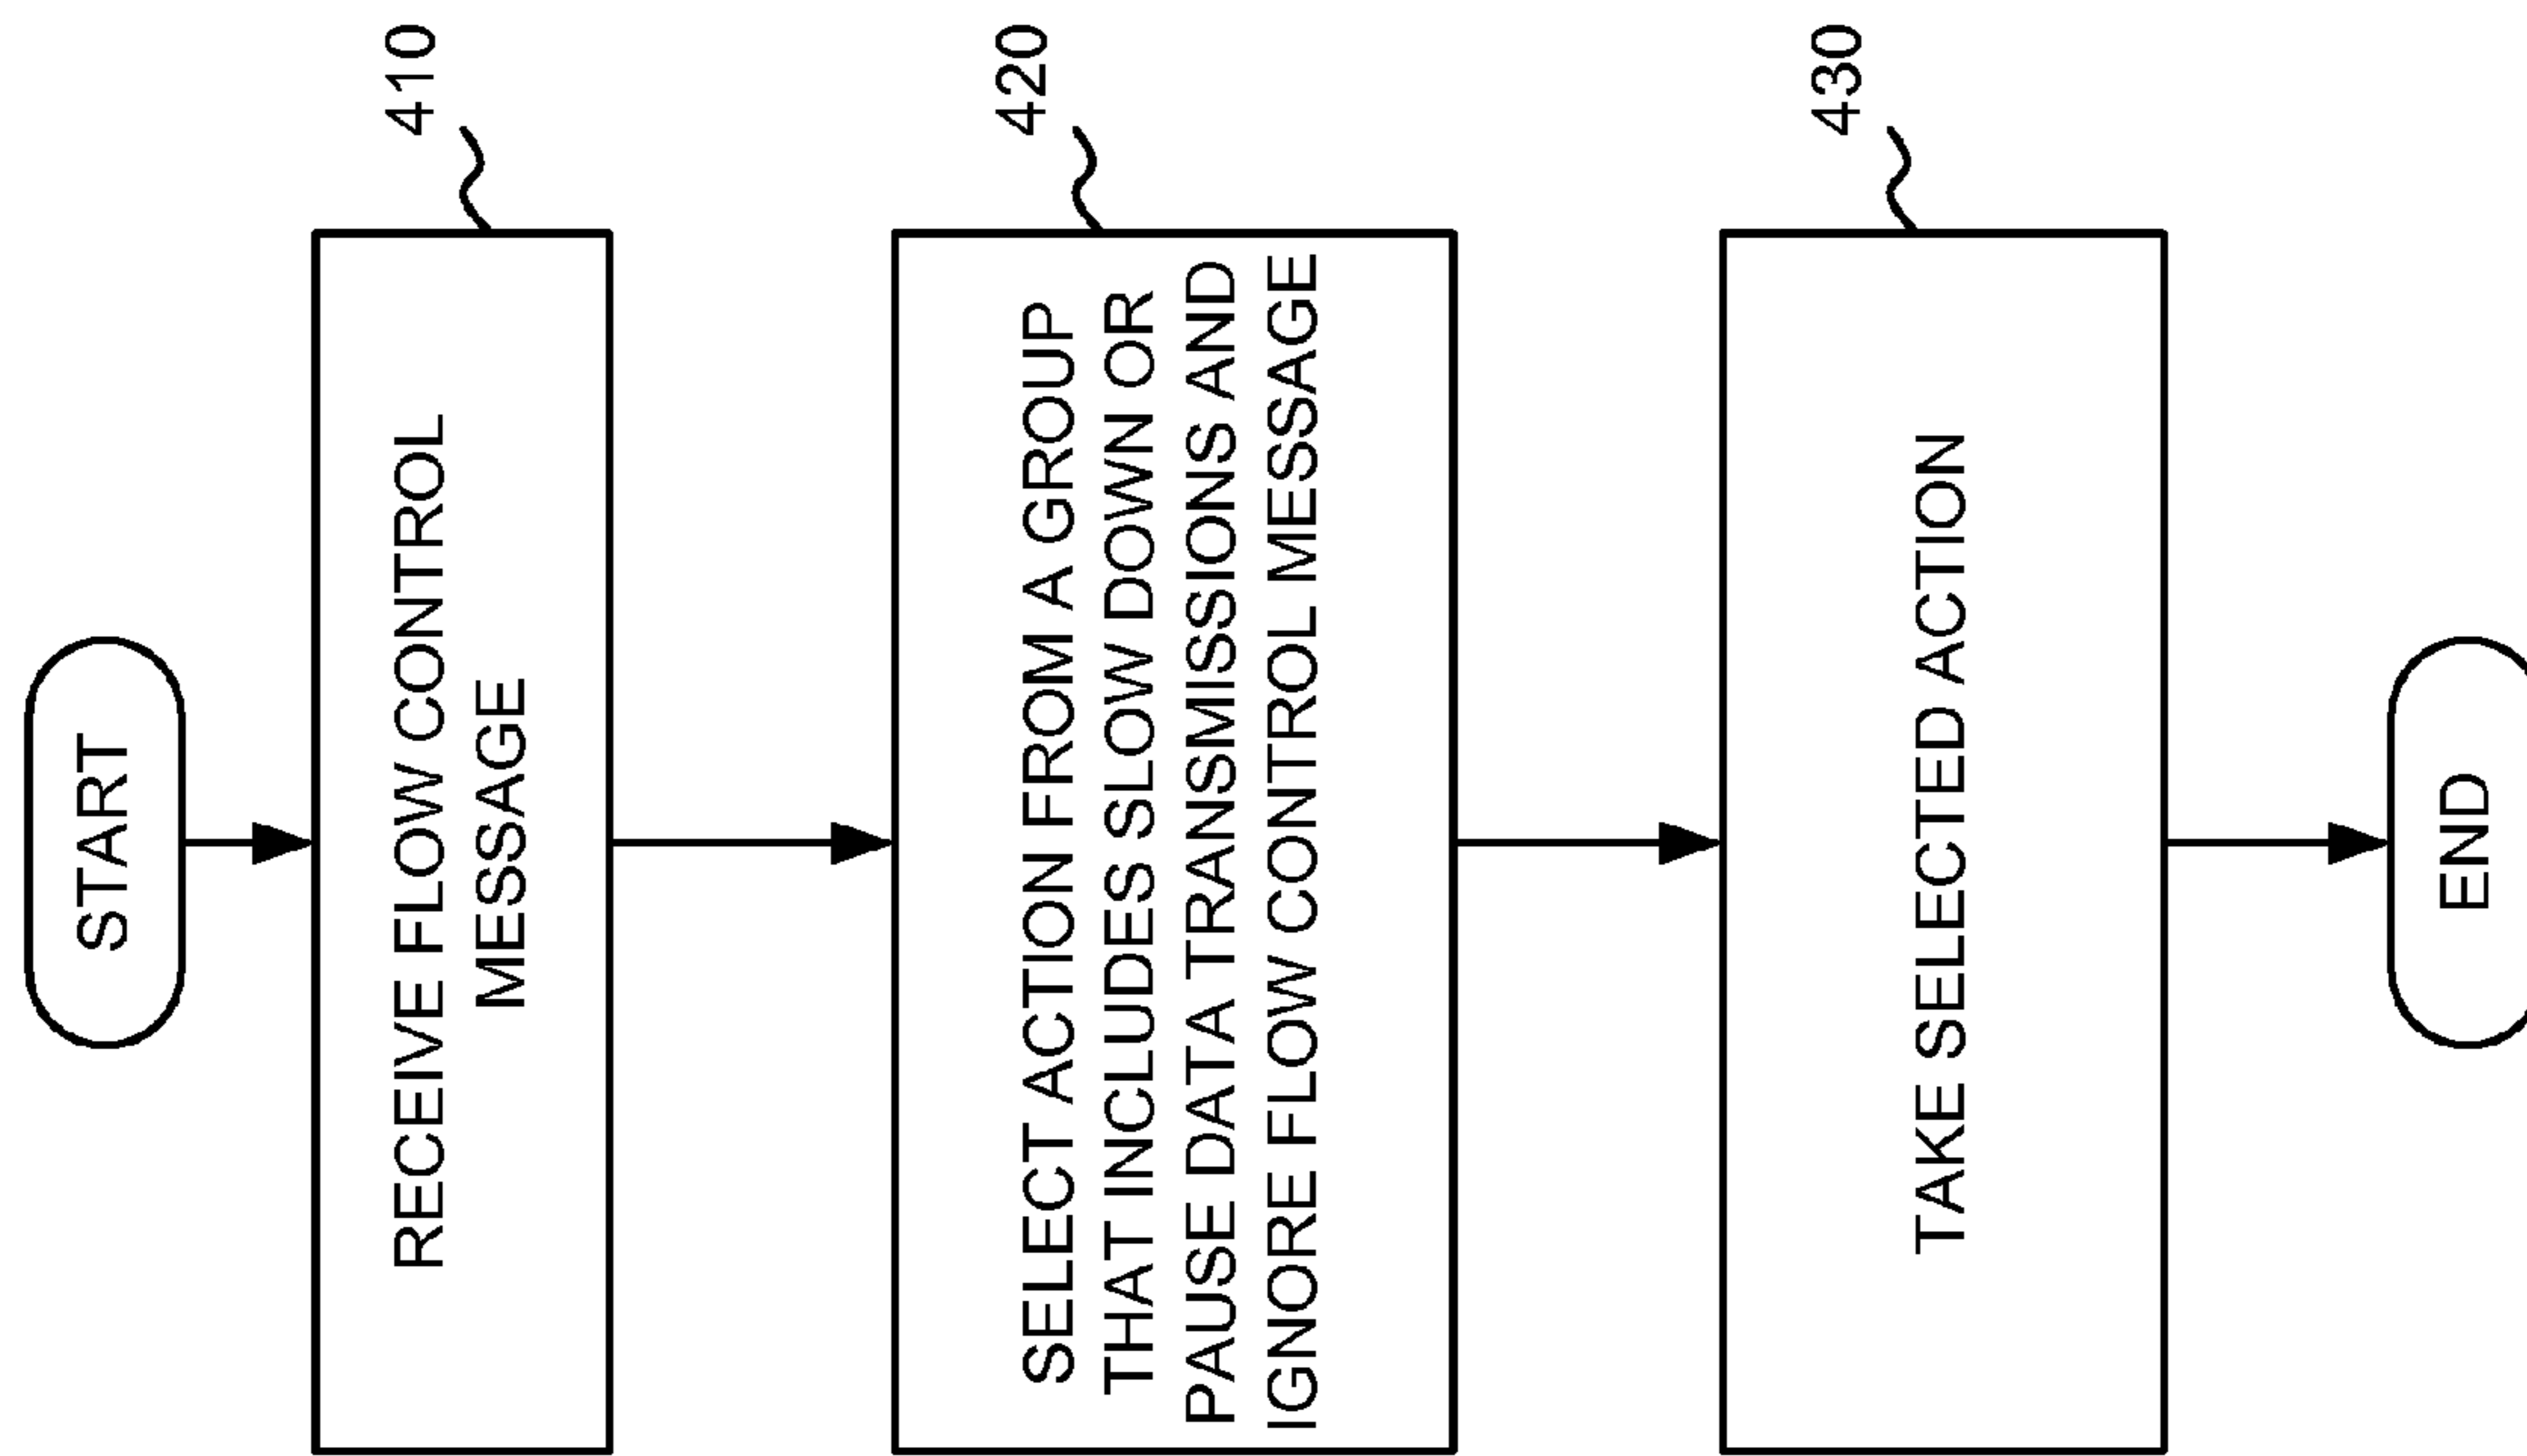 START
410
RECEIVE FLOW CONTROL
MESSAGE
420
SELECT ACTION FROM A GROUP
THAT INCLUDES SLOW DOWN OR
PAUSE DATA TRANSMISSIONS AND
IGNORE FLOW CONTROL MESSAGE
430
TAKE SELECTED ACTION
END